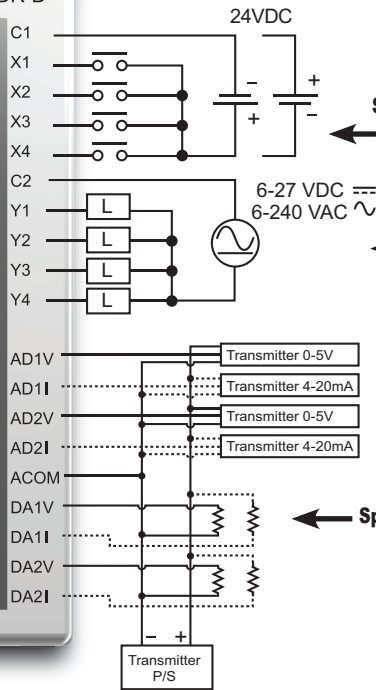 24VDC
C1
X1
X2
X3
X4
C2
Y1
Y2
Y3
Y4
L
L
L
L
6-27 VDC
6-240 VAC
AD1V
AD1I
AD2V
AD2I
ACOM
DA1V
DA1I
DA2V
DA2I
Transmitter 0-5V
Transmitter 4-20mA
Transmitter 0-5V
Transmitter 4-20mA
− +
Transmitter
P/S